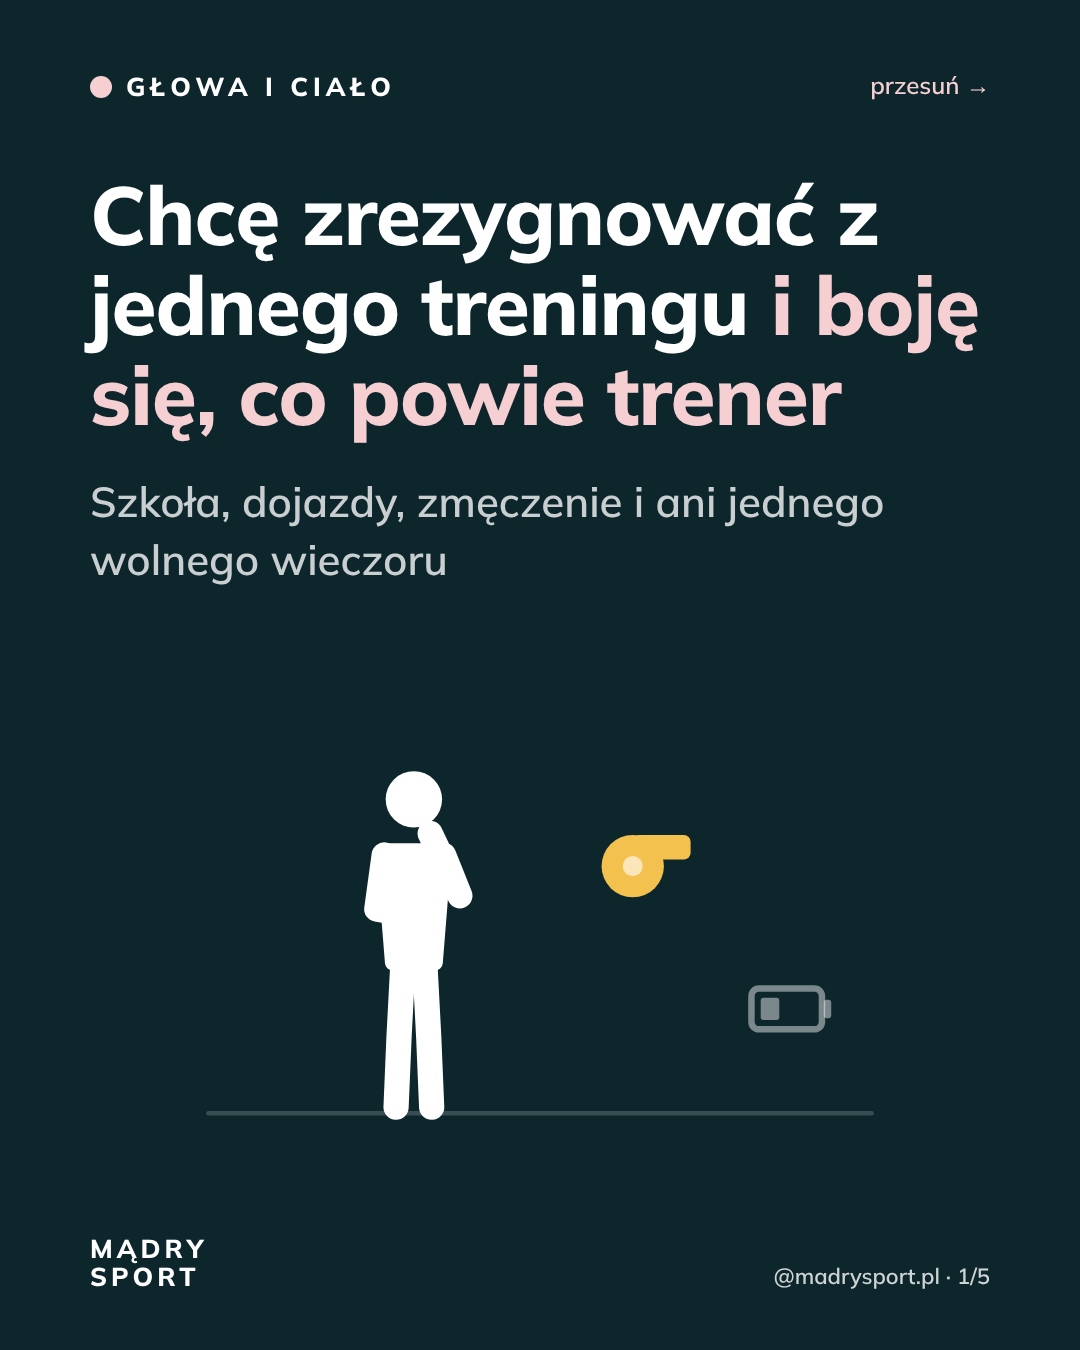 GŁOWA I CIAŁO
przesuń →
Chcę zrezygnować z
jednego treningu i boję
się, co powie trener
Szkoła, dojazdy, zmęczenie i ani jednego
wolnego wieczoru
MĄDRY
SPORT
@madrysport.pl · 1/5